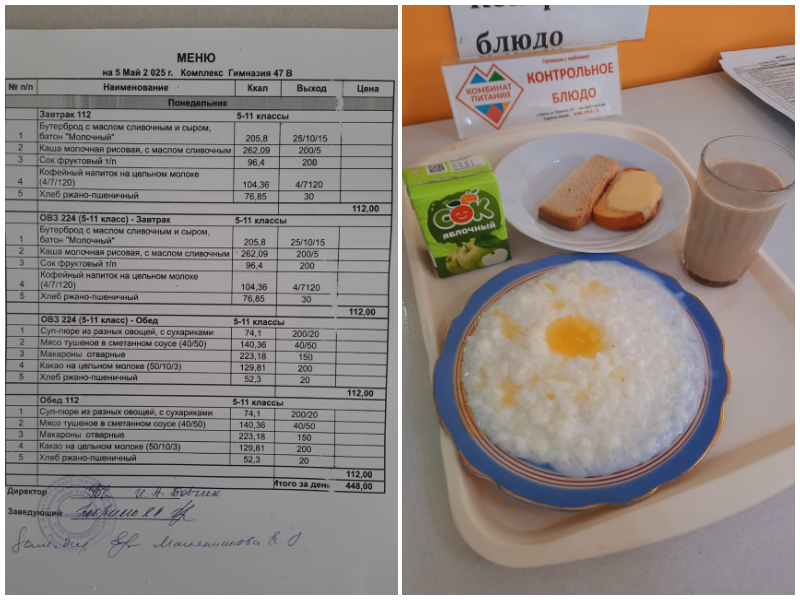 МЕНЮ
на 5 Май 2 025 г. Комплекс Гимназия 47 В
№ п/п Наименование Ккал Выход Цена
Понедельник
Завтрак 112 5-11 классы
1 Бутерброд с маслом сливочным и сыром, батон "Молочный" 205,8 25/10/15
2 Каша молочная рисовая, с маслом сливочным 262,09 200/5
3 Сок фруктовый т/п 96,4 200
4 Кофейный напиток на цельном молоке (4/7/120) 104,36 4/7120
5 Хлеб ржано-пшеничный 76,85 30
112,00
ОВЗ 224 (5-11 класс) - Завтрак 5-11 классы
1 Бутерброд с маслом сливочным и сыром, батон "Молочный" 205,8 25/10/15
2 Каша молочная рисовая, с маслом сливочным 262,09 200/5
3 Сок фруктовый т/п 96,4 200
4 Кофейный напиток на цельном молоке (4/7/120) 104,36 4/7120
5 Хлеб ржано-пшеничный 76,85 30
112,00
ОВЗ 224 (5-11 класс) - Обед 5-11 классы
1 Суп-пюре из разных овощей, с сухариками 74,1 200/20
2 Мясо тушеное в сметанном соусе (40/50) 140,36 40/50
3 Макароны отварные 223,18 150
4 Какао на цельном молоке (50/10/3) 129,81 200
5 Хлеб ржано-пшеничный 52,3 20
112,00
Обед 112 5-11 классы
1 Суп-пюре из разных овощей, с сухариками 74,1 200/20
2 Мясо тушеное в сметанном соусе (40/50) 140,36 40/50
3 Макароны отварные 223,18 150
4 Какао на цельном молоке (50/10/3) 129,81 200
5 Хлеб ржано-пшеничный 52,3 20
112,00
Итого за день 448,00
Директор
Заведующий
блюдо
Готовим с любовью!
КОМБИНАТ
ПИТАНИЯ
КОНТРОЛЬНОЕ
БЛЮДО
СОК
ЯБЛОЧНЫЙ